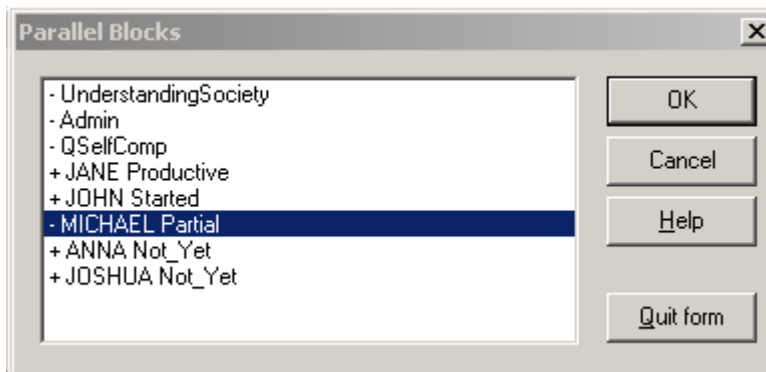 Parallel Blocks
- UnderstandingSociety
- Admin
- QSelfComp
+ JANE Productive
+ JOHN Started
- MICHAEL Partial
+ ANNA Not_Yet
+ JOSHUA Not_Yet
OK
Cancel
Help
Quit form